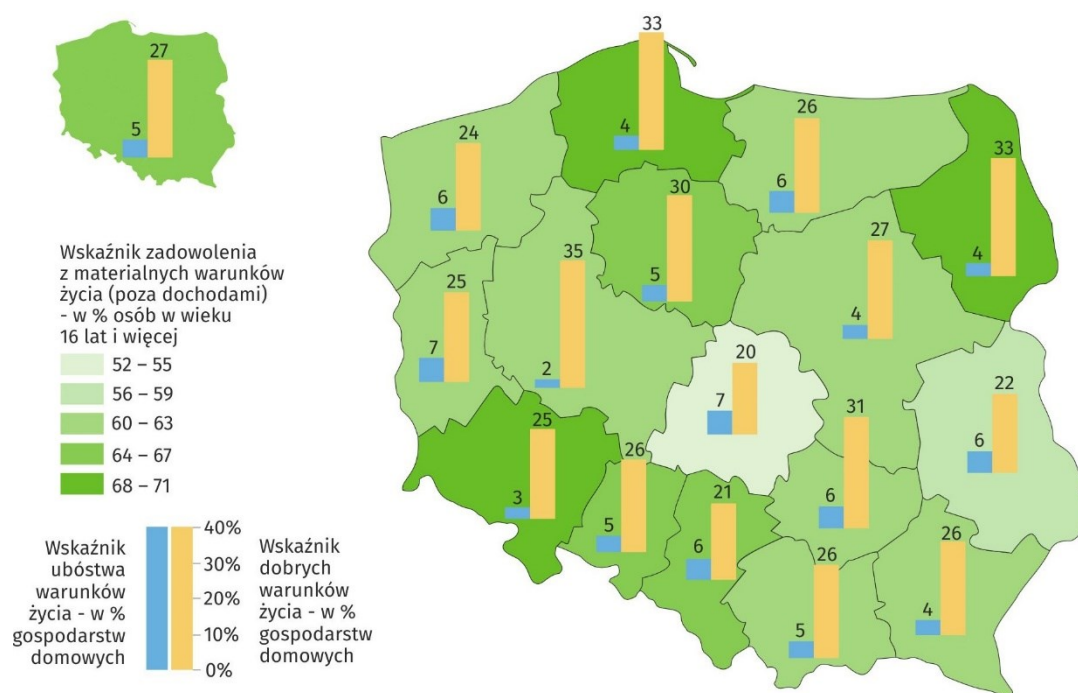 27
5
Wskaźnik zadowolenia
z materialnych warunków
życia (poza dochodami)
- w % osób w wieku
16 lat i więcej
52 – 55
56 – 59
60 – 63
64 – 67
68 – 71
Wskaźnik
ubóstwa
warunków
życia - w %
gospodarstw
domowych
40%
30%
20%
10%
0%
Wskaźnik
dobrych
warunków
życia - w %
gospodarstw
domowych
24
6
33
4
26
6
33
4
25
7
35
2
30
5
27
4
20
7
22
6
25
3
26
5
21
6
31
6
26
5
26
4